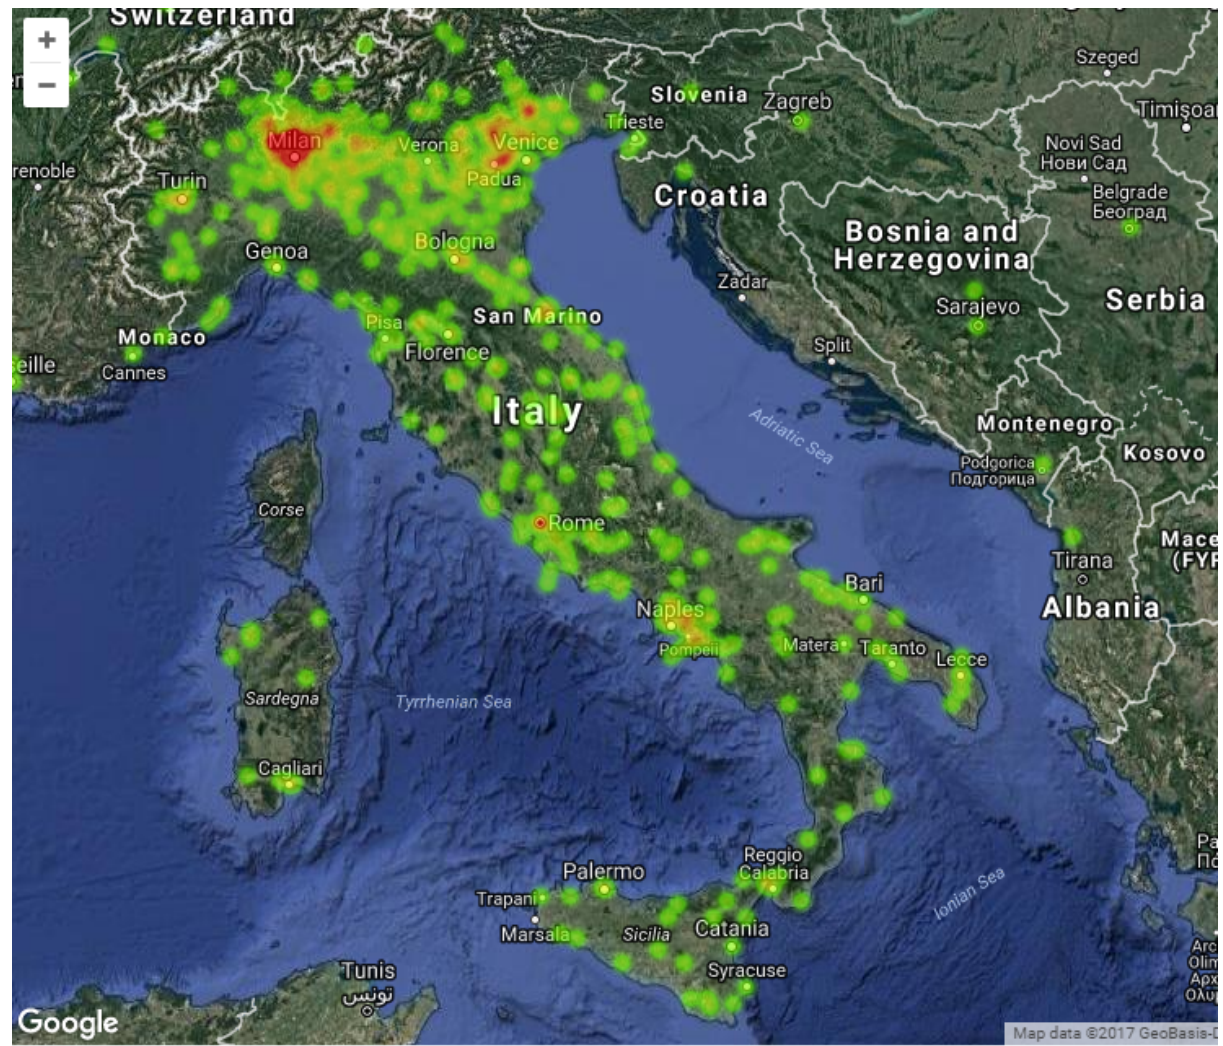 Switzerland
+
−
Szeged
Slovenia
Zagreb
Timișoar
Trieste
Milan
Verona
Venice
Novi Sad
Нови Сад
renoble
Turin
Padua
Croatia
Belgrade
Београд
Bosnia and
Herzegovina
Genoa
Bologna
Zadar
Sarajevo
Serbia
San Marino
Pisa
Monaco
Florence
Split
eille
Cannes
Italy
Adriatic Sea
Montenegro
Kosovo
Podgorica
Подгорица
Corse
Rome
Mace
(FYR
Tirana
Bari
Albania
Naples
Pompeii
Matera
Taranto
Lecce
Sardegna
Tyrrhenian Sea
Cagliari
Reggio
Calabria
Palermo
Trapani
Ionian Sea
Marsala
Sicilia
Catania
Syracuse
Tunis
تونس
Google
Map data ©2017 GeoBasis-D